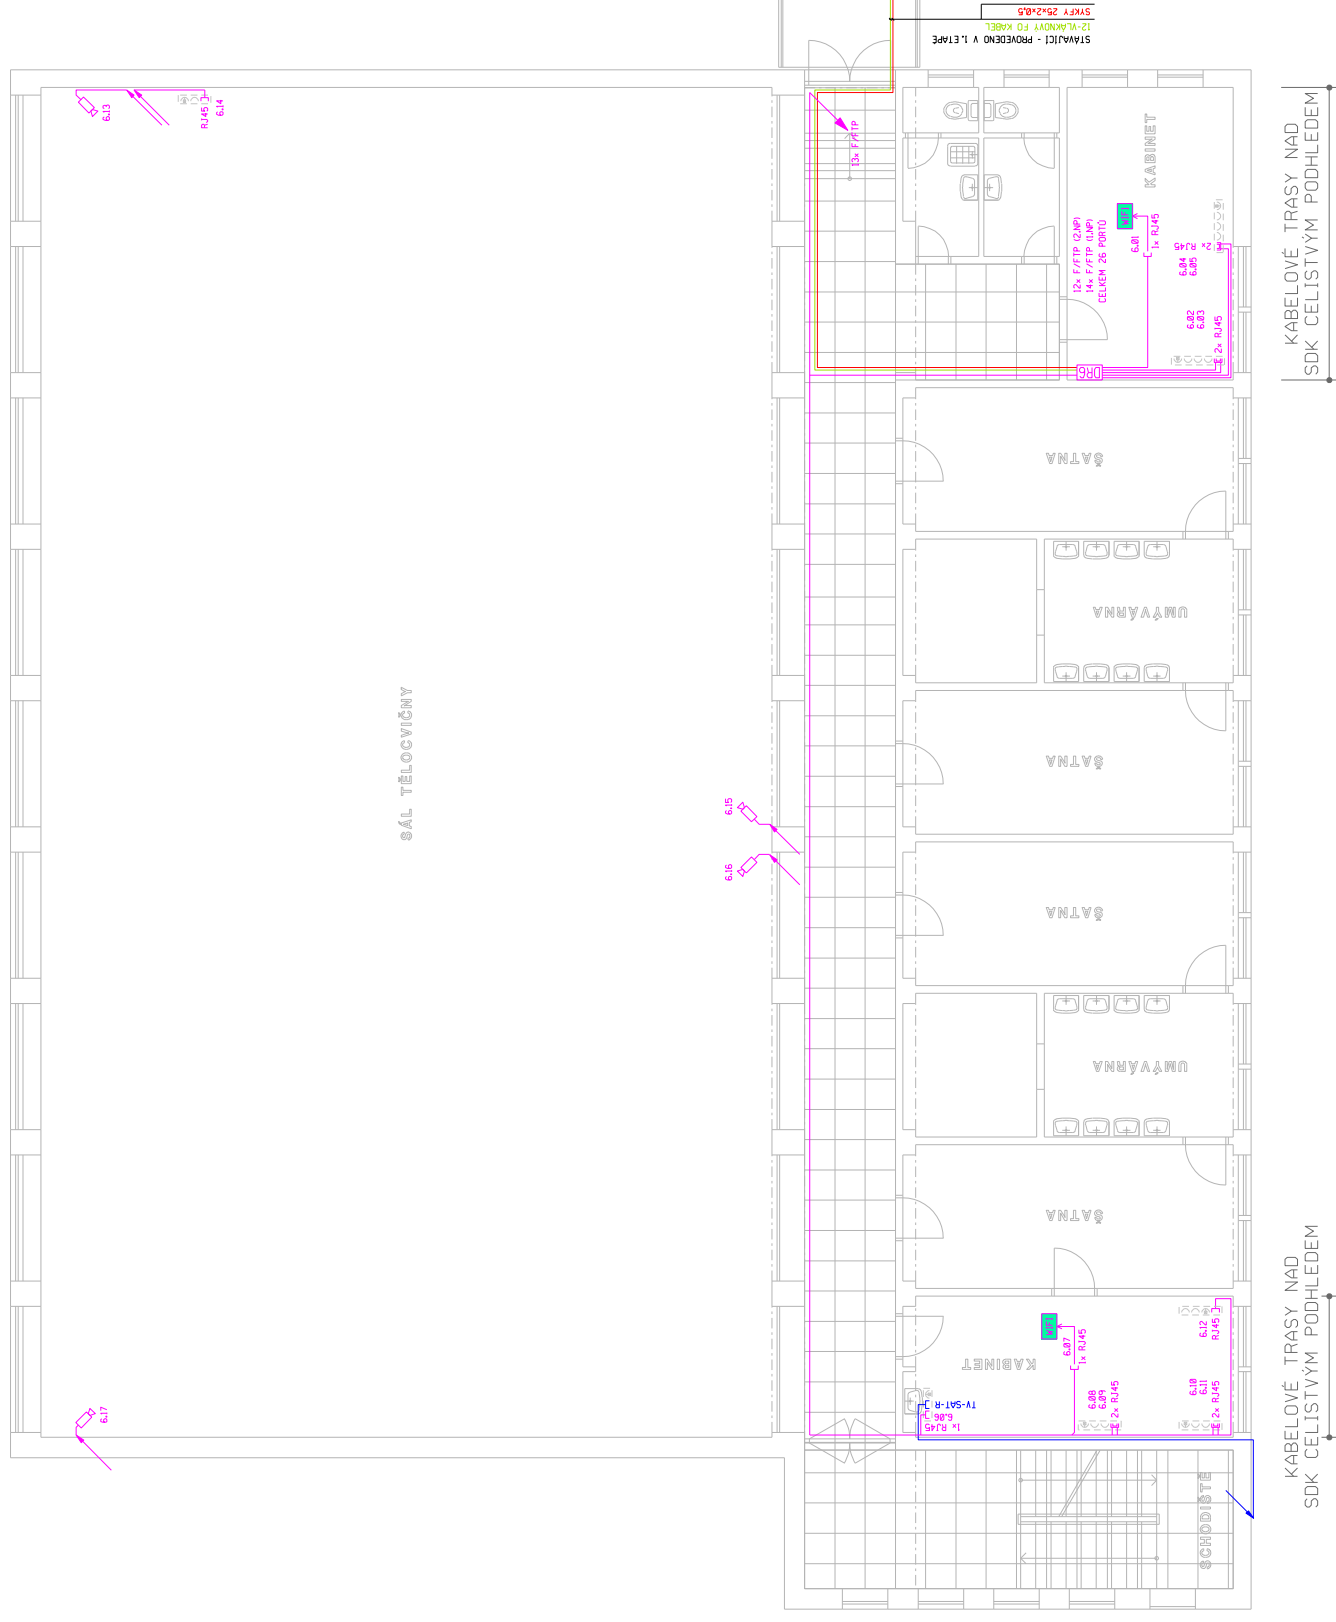 SYKFY 25×2×0,5
12-VLÁKNOVÝ FO KABEL
STÁVAJÍCÍ - PROVEDENO V 1. ETAPĚ
6.13
RJ45
6.14
13x F/FTP
KABINET
WIFI
6.01
1x RJ45
12x F/FTP (2.NP)
14x F/FTP (1.NP)
CELKEM 26 PORTŮ
2x RJ45
6.04
6.05
6.02
6.03
2x RJ45
DR6
KABELOVÉ TRASY NAD
SDK CELISTVÝM PODHLEDEM
ŠATNA
UMÝVÁRNA
SÁL TĚLOCVIČNY
ŠATNA
6.15
6.16
ŠATNA
UMÝVÁRNA
ŠATNA
KABINET
WIFI
6.07
1x RJ45
6.12
RJ45
6.08
6.09
2x RJ45
6.10
6.11
2x RJ45
TV-SAT-R
6.06
1x RJ45
6.17
KABELOVÉ TRASY NAD
SDK CELISTVÝM PODHLEDEM
SCHODIŠTĚ